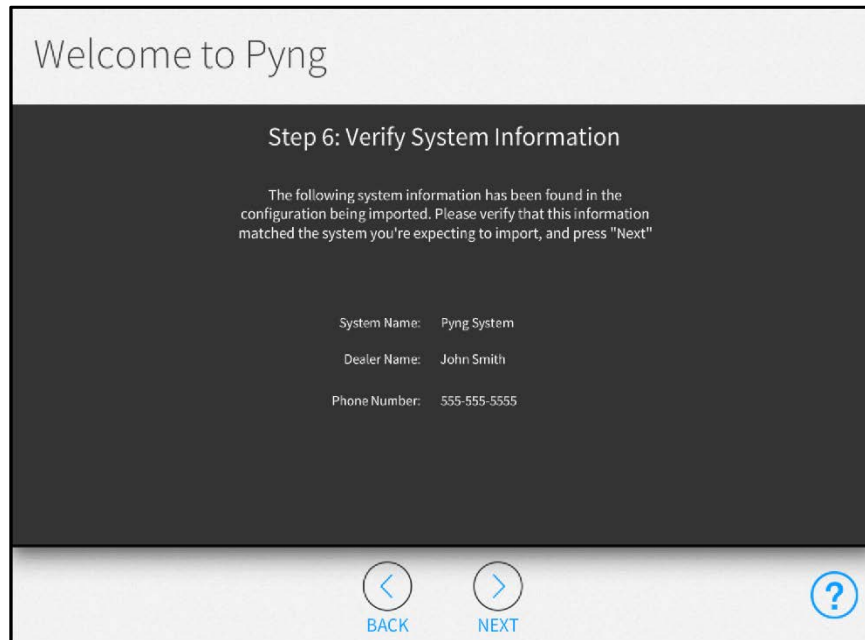 Welcome to Pyng
Step 6: Verify System Information
The following system information has been found in the
configuration being imported. Please verify that this information
matched the system you're expecting to import, and press "Next"
System Name: Pyng System
Dealer Name: John Smith
Phone Number: 555-555-5555
BACK NEXT
?